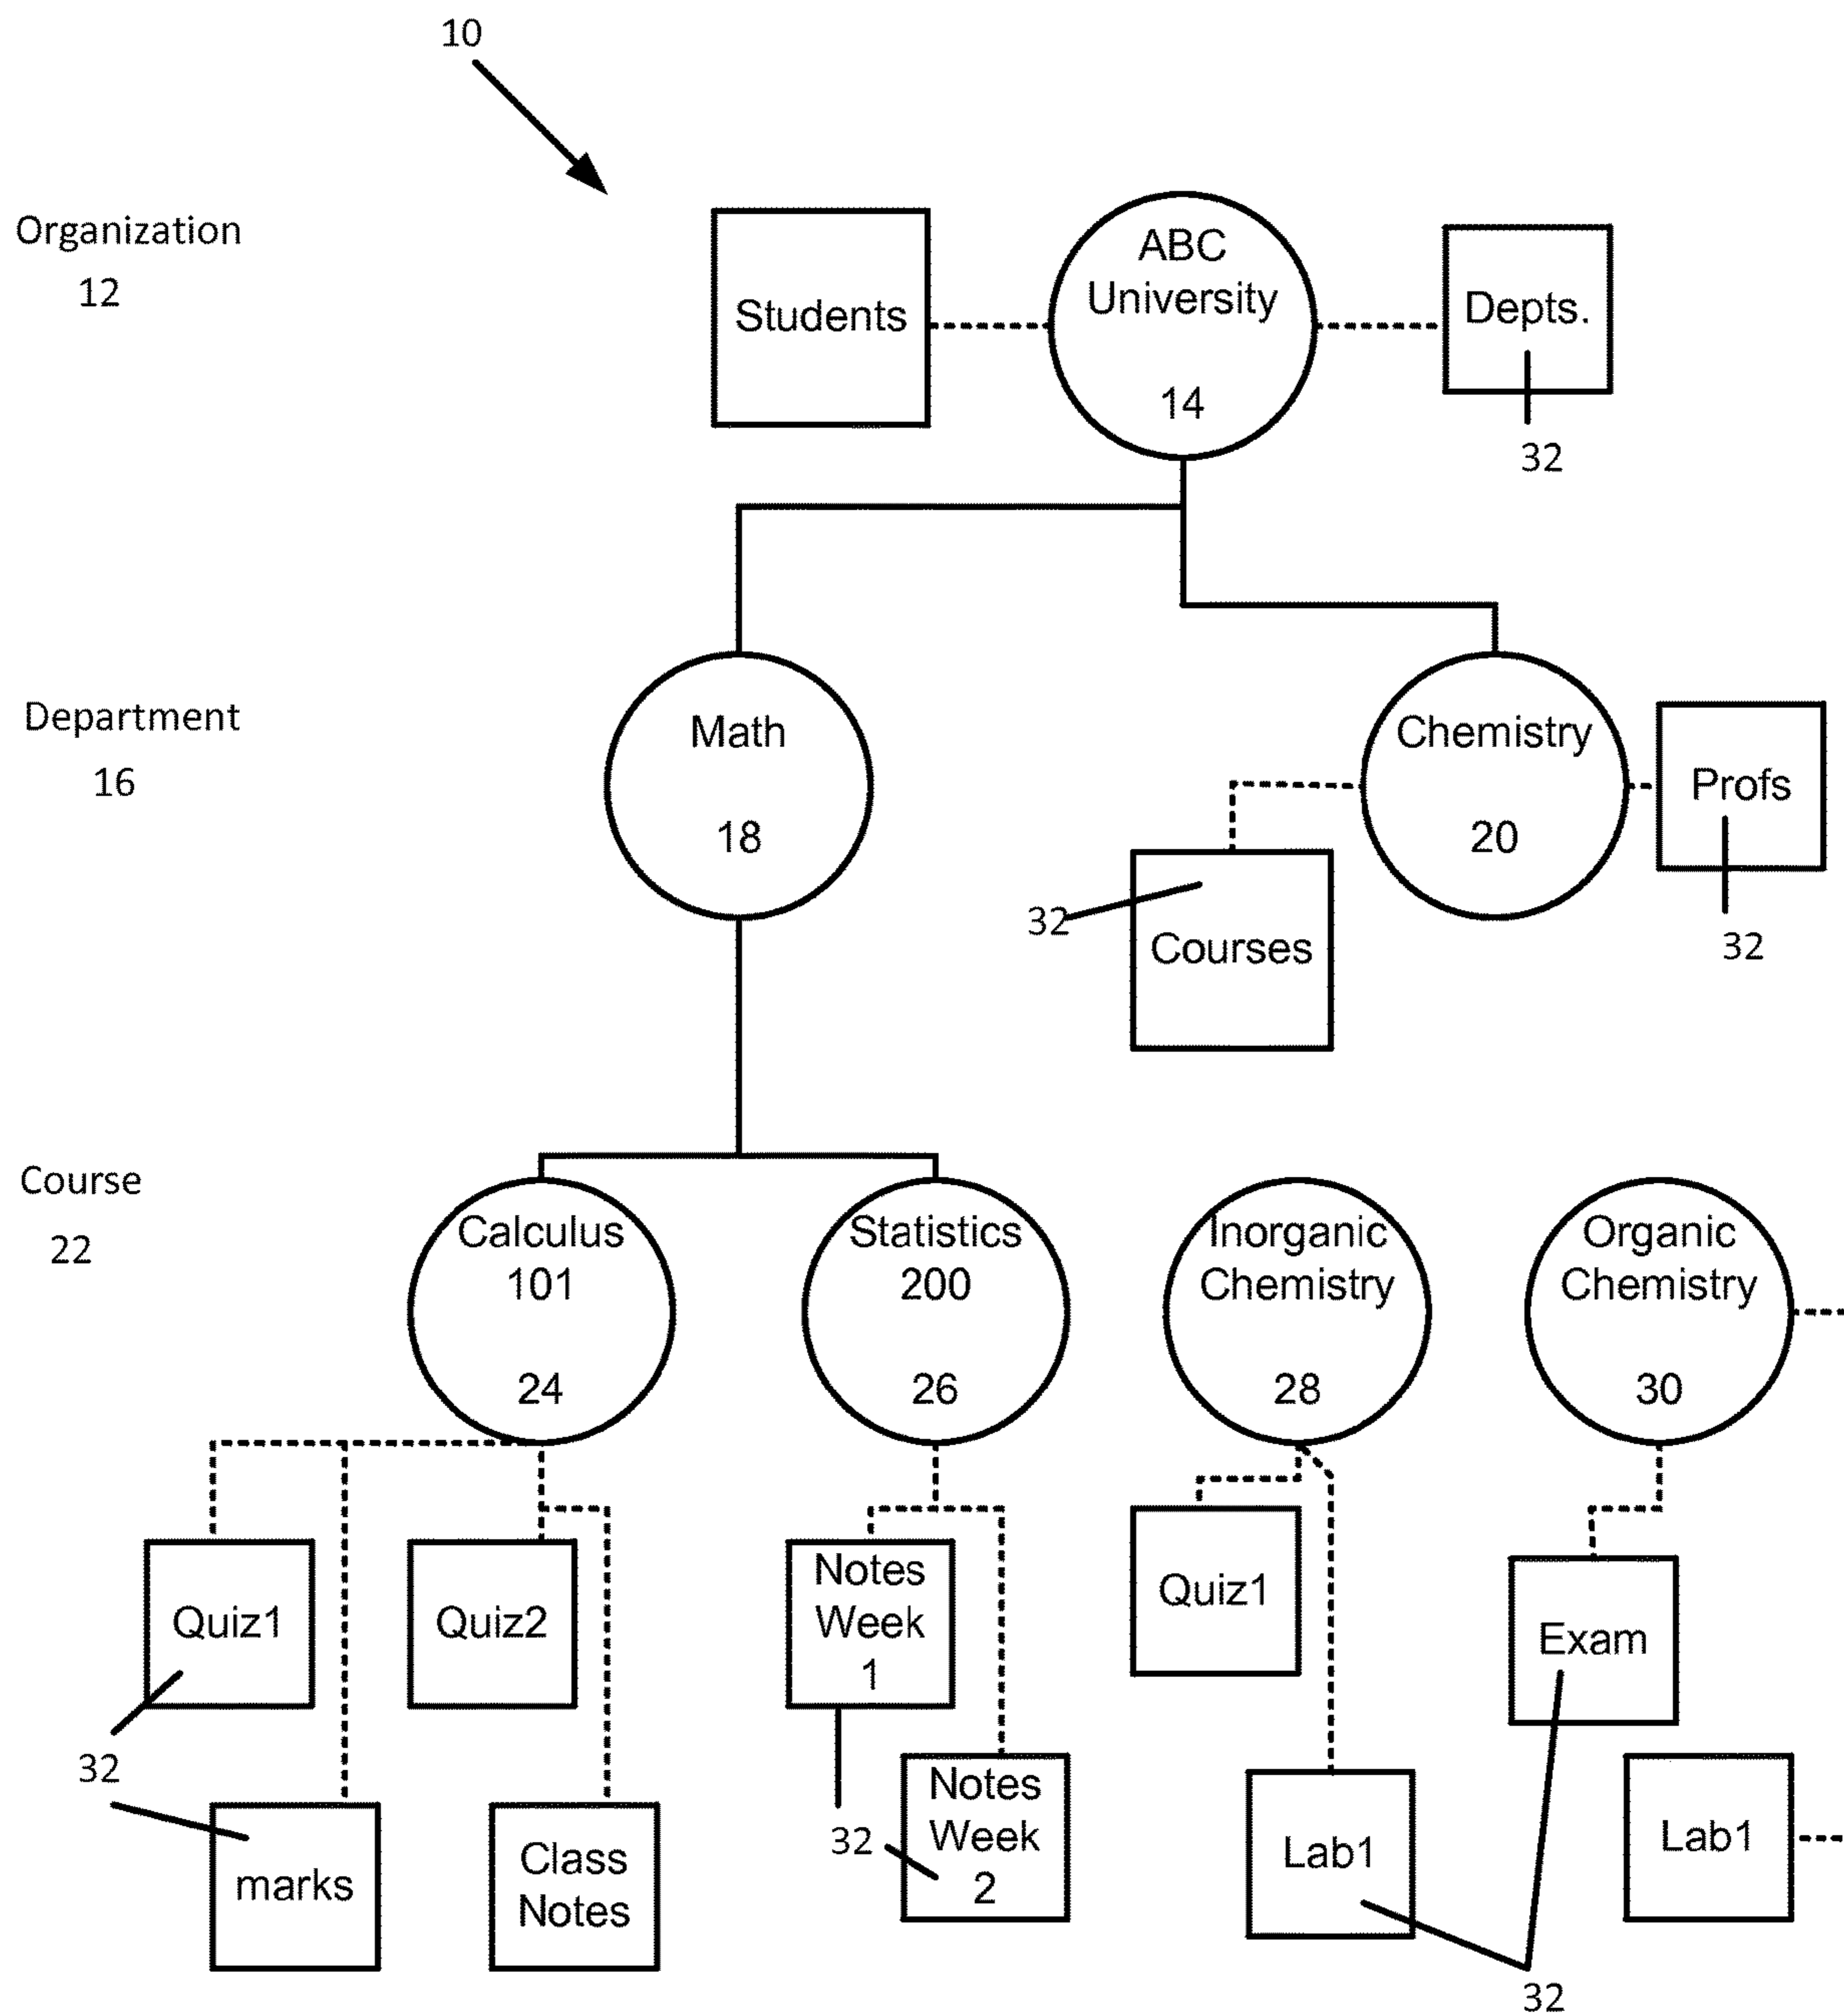 10
Organization
12
Students
ABC
University
14
Depts.
32
Department
16
Math
18
Chemistry
20
Profs
32
32
Courses
Course
22
Calculus
101
24
Statistics
200
26
Inorganic
Chemistry
28
Organic
Chemistry
30
Quiz1
Quiz2
Notes
Week
1
Quiz1
Exam
32
marks
Class
Notes
32
Notes
Week
2
Lab1
Lab1
32